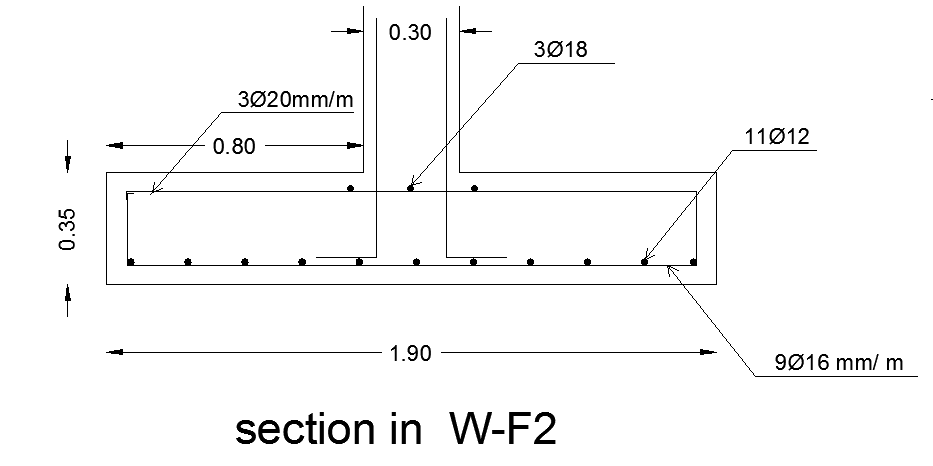 0.30
3Ø18
3Ø20mm/m
0.80
11Ø12
0.35
1.90
9Ø16 mm/ m
section in W-F2